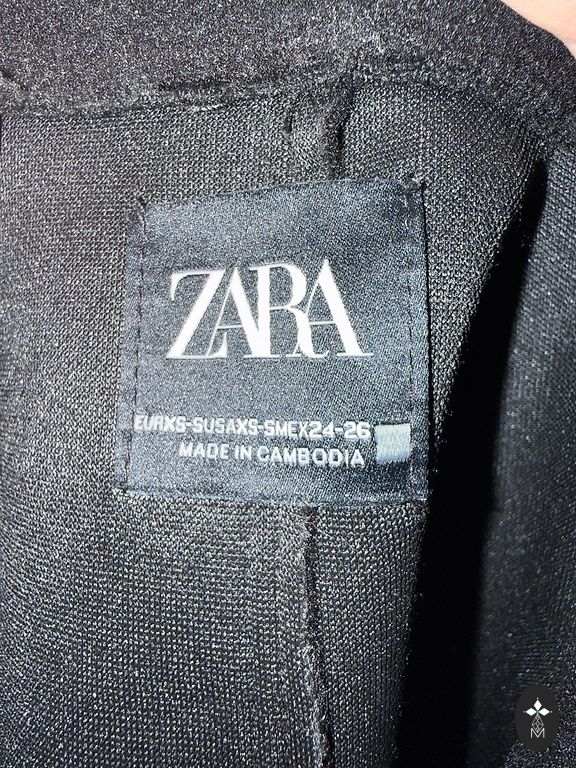 ZARA
EURXS-SUSAXS-SMEX24-26
MADE IN CAMBODIA
M